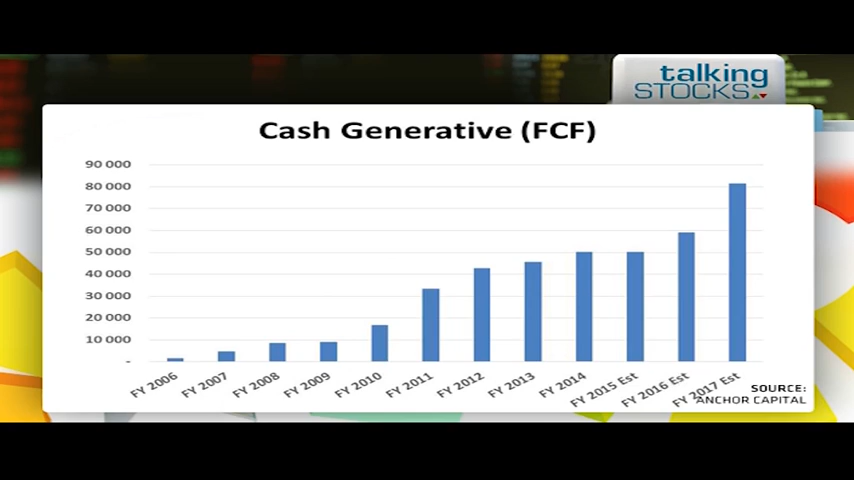 talking
STOCKS
Cash Generative (FCF)
90 000
80 000
70 000
60 000
50 000
40 000
30 000
20 000
10 000
-
FY 2006
FY 2007
FY 2008
FY 2009
FY 2010
FY 2011
FY 2012
FY 2013
FY 2014
FY 2015 Est
FY 2016 Est
FY 2017 Est
SOURCE:
ANCHOR CAPITAL